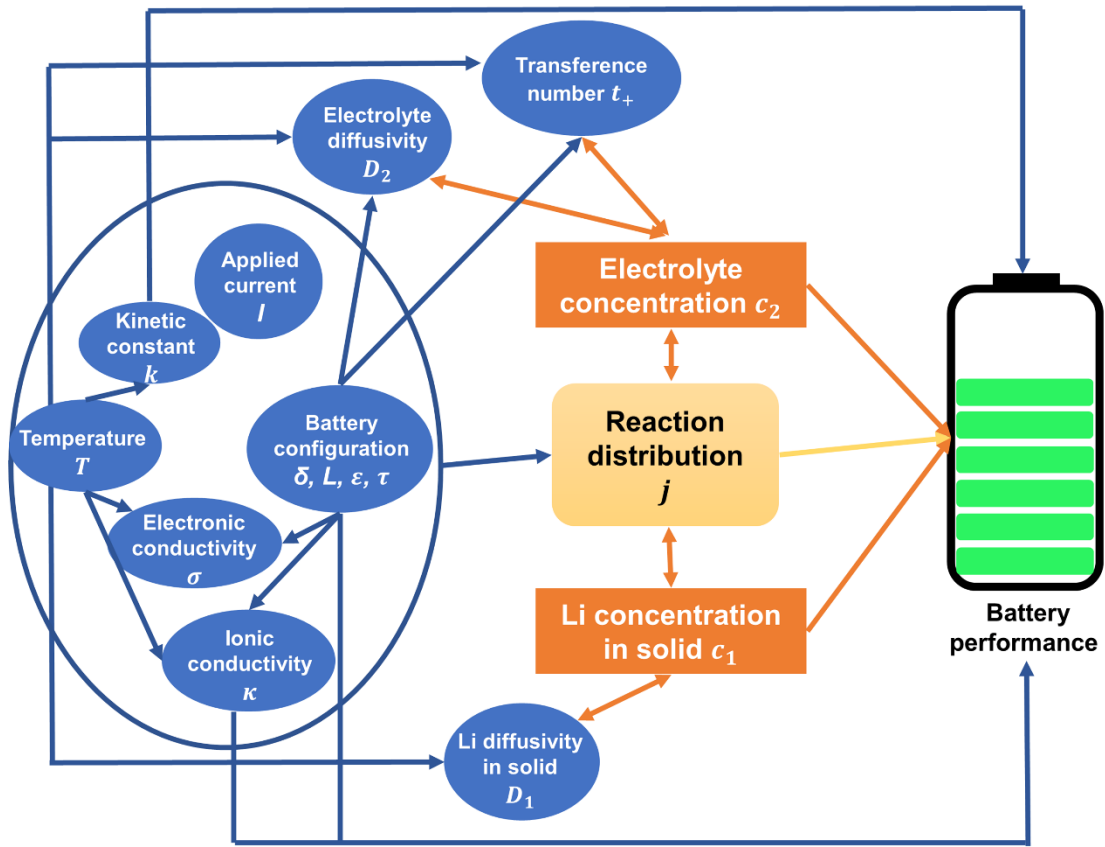 Transference
number t₊
Electrolyte
diffusivity
D₂
Applied
current
I
Electrolyte
concentration c₂
Kinetic
constant
k
Battery
configuration
δ, L, ε, τ
Reaction
distribution
j
Temperature
T
Electronic
conductivity
σ
Li concentration
in solid c₁
Battery
performance
Ionic
conductivity
κ
Li diffusivity
in solid
D₁